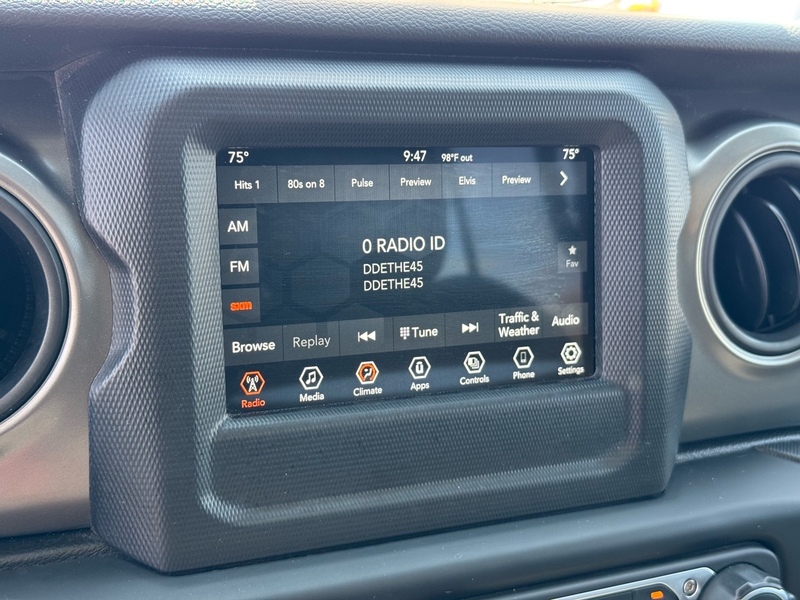 75° 9:47 98°F out 75°
Hits 1 80s on 8 Pulse Preview Elvis Preview
AM
FM
sxm
0 RADIO ID
DDETHE45
DDETHE45
Fav
Browse Replay Tune Traffic & Weather Audio
Radio Media Climate Apps Controls Phone Settings